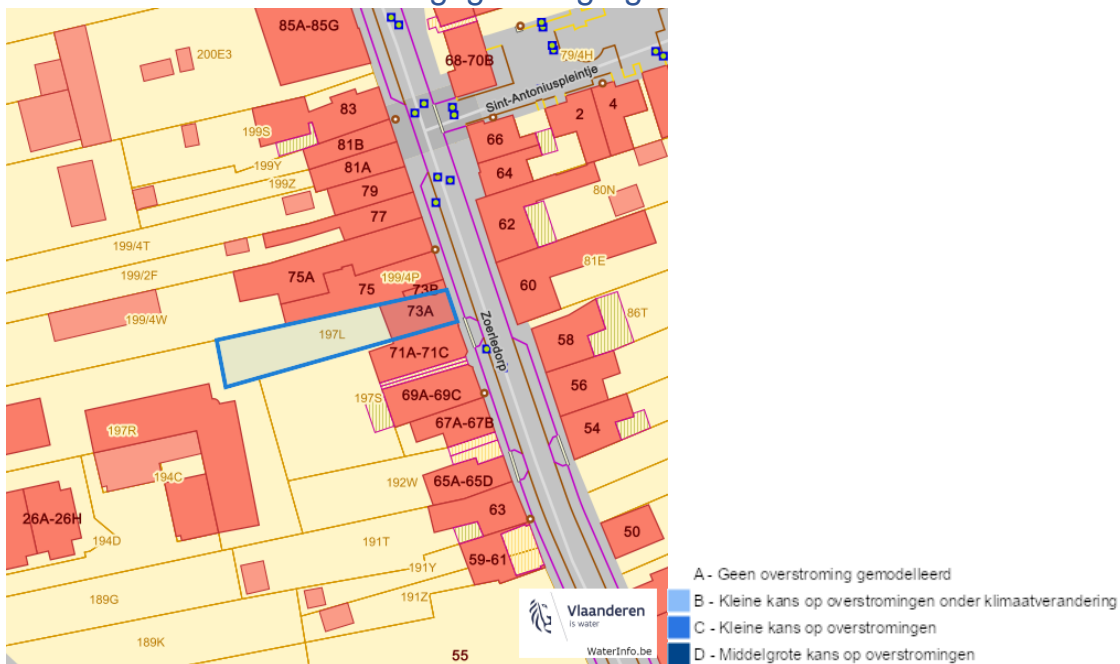 85A-85G
68-70B
79/4H
200E3
Sint-Antoniuspleintje
83
2
4
199S
81B
66
199Y
81A
64
199Z
79
80N
77
62
199/4T
81E
199/2F
75A
199/4P
75
73B
60
73A
86T
199/4W
197L
Zoerledorp
58
71A-71C
56
197S
69A-69C
67A-67B
54
197R
194C
192W
65A-65D
63
26A-26H
50
194D
191T
59-61
191Y
A - Geen overstroming gemodelleerd
189G
191Z
Vlaanderen
is water
B - Kleine kans op overstromingen onder klimaatverandering
C - Kleine kans op overstromingen
189K
WaterInfo.be
55
D - Middelgrote kans op overstromingen